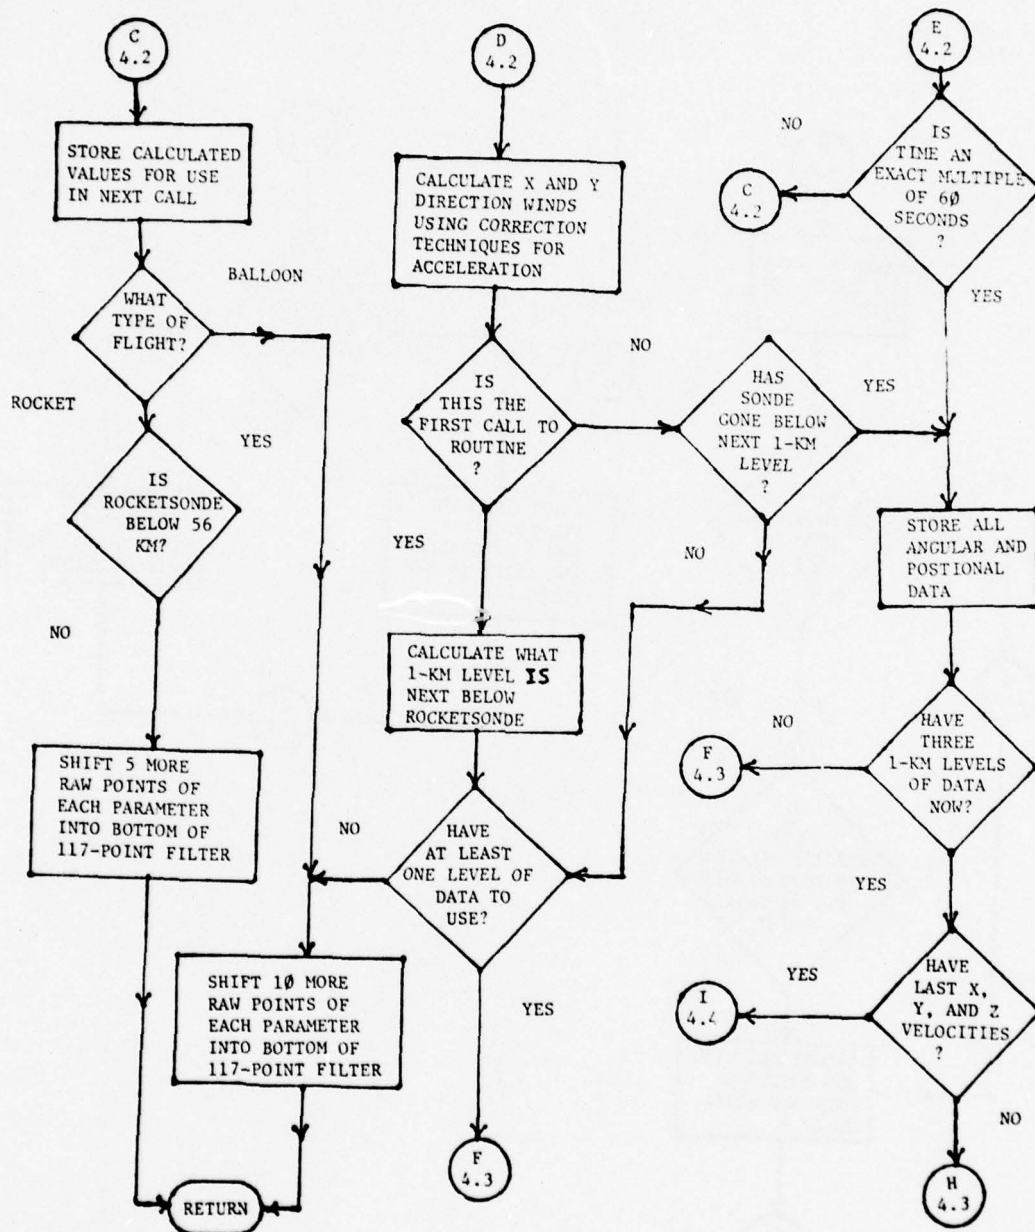 C
4.2
STORE CALCULATED
VALUES FOR USE
IN NEXT CALL
BALLOON
WHAT
TYPE OF
FLIGHT?
ROCKET
YES
IS
ROCKETSONDE
BELOW 56
KM?
NO
SHIFT 5 MORE
RAW POINTS OF
EACH PARAMETER
INTO BOTTOM OF
117-POINT FILTER
SHIFT 10 MORE
RAW POINTS OF
EACH PARAMETER
INTO BOTTOM OF
117-POINT FILTER
RETURN
D
4.2
CALCULATE X AND Y
DIRECTION WINDS
USING CORRECTION
TECHNIQUES FOR
ACCELERATION
NO
IS
THIS THE
FIRST CALL TO
ROUTINE
?
YES
HAS
SONDE
GONE BELOW
NEXT 1-KM
LEVEL
?
YES
NO
CALCULATE WHAT
1-KM LEVEL IS
NEXT BELOW
ROCKETSONDE
NO
HAVE
AT LEAST
ONE LEVEL OF
DATA TO
USE?
YES
F
4.3
E
4.2
NO
IS
TIME AN
EXACT MULTIPLE
OF 60
SECONDS
?
C
4.2
YES
STORE ALL
ANGULAR AND
POSTIONAL
DATA
NO
HAVE
THREE
1-KM LEVELS
OF DATA
NOW?
F
4.3
YES
YES
HAVE
LAST X,
Y, AND Z
VELOCITIES
?
I
4.4
NO
H
4.3